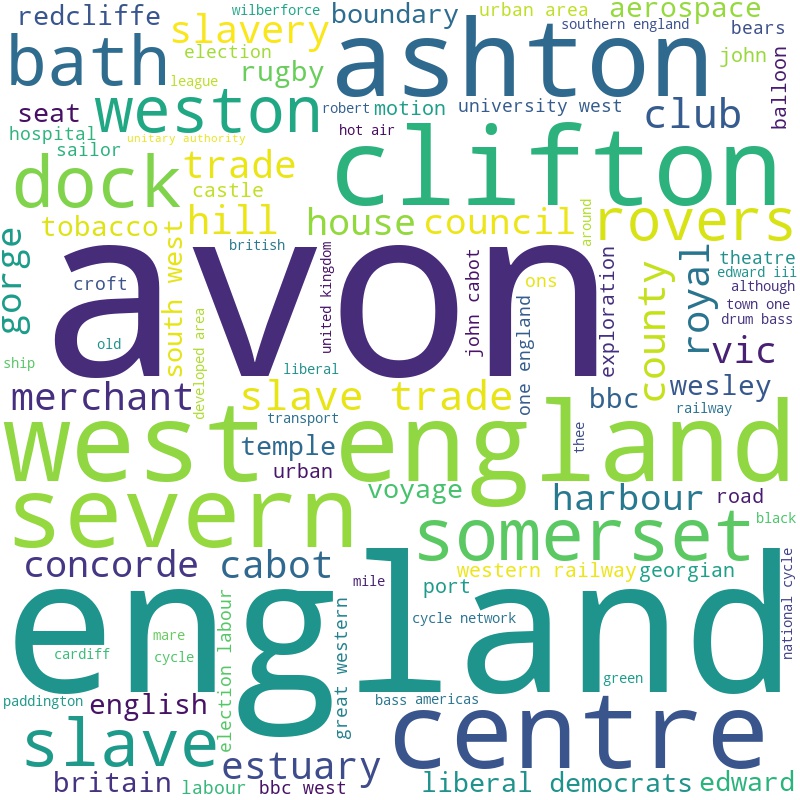 wilberforce
redcliffe
boundary
urban area
aerospace
slavery
southern england
bears
bath
election
ashton
john
rugby
league
balloon
weston
seat
robert
motion
university west
club
hospital
unitary authority
hot air
sailor
dock
trade
clifton
castle
tobacco
hill
house
council
rovers
around
gorge
avon
british
south west
united kingdom
john cabot
exploration
county
royal
theatre
edward iii
although
croft
ons
town one
drum bass
old
one england
vic
ship
developed area
liberal
merchant
slave trade
bbc
wesley
railway
transport
west england
thee
temple
urban
severn
voyage
harbour
road
somerset
black
concorde
cabot
western railway
georgian
national cycle
england
mile
port
election labour
great western
cycle network
mare
cardiff
cycle
green
paddington
english
bass
americas
slave
centre
estuary
britain
labour
bbc west
liberal democrats
edward